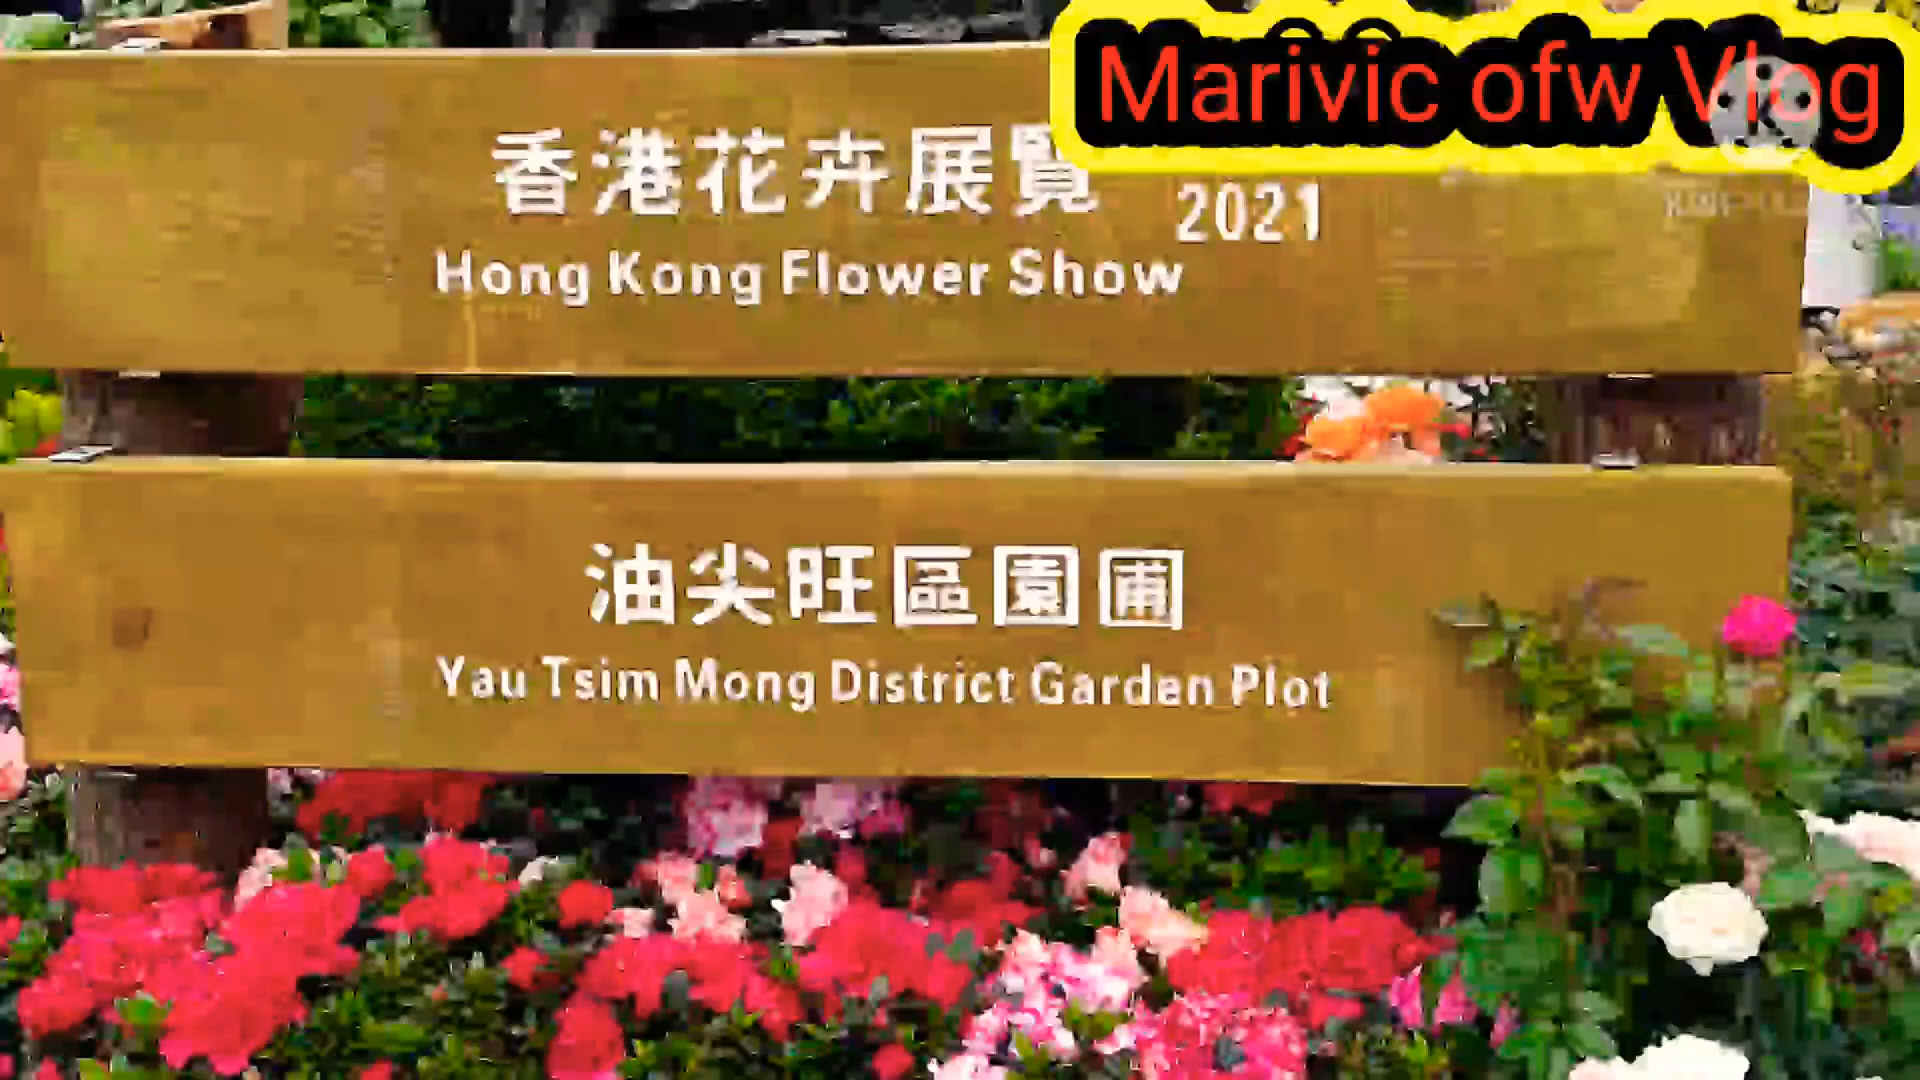 Marivic ofw Vlog
香港花卉展覽 2021
Hong Kong Flower Show
油尖旺區園圃
Yau Tsim Mong District Garden Plot